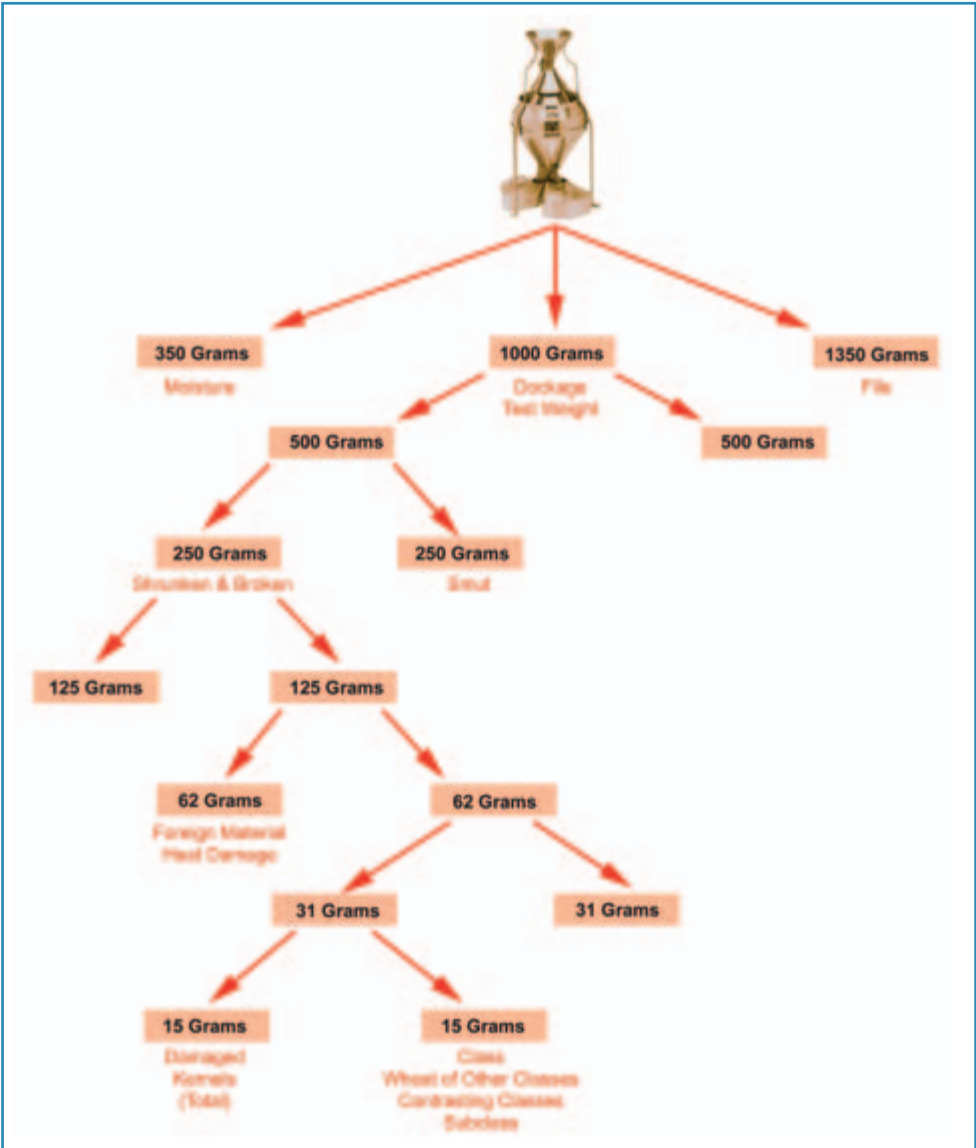 350 Grams
1000 Grams
1350 Grams
Moisture
Dockage
File
Test Weight
500 Grams
500 Grams
250 Grams
250 Grams
Shrunken & Broken
Smut
125 Grams
125 Grams
62 Grams
62 Grams
Foreign Material
Heat Damage
31 Grams
31 Grams
15 Grams
15 Grams
Damaged
Kernels
(Total)
Class
Wheat of Other Classes
Contrasting Classes
Subclass